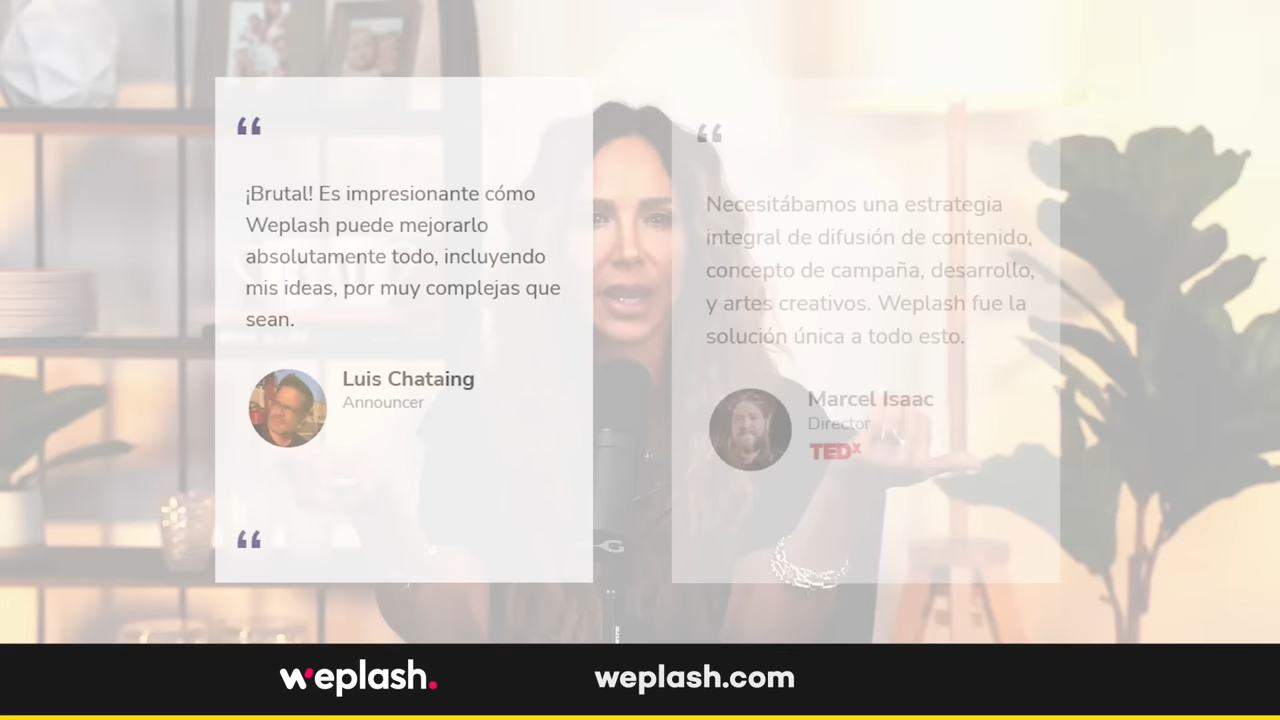 “
¡Brutal! Es impresionante cómo
Weplash puede mejorarlo
absolutamente todo, incluyendo
mis ideas, por muy complejas que
sean.
Luis Chataing
Announcer
“
“
Necesitábamos una estrategia
integral de difusión de contenido,
concepto de campaña, desarrollo,
y artes creativos. Weplash fue la
solución única a todo esto.
Marcel Isaac
Director
TEDx
weplash.
weplash.com